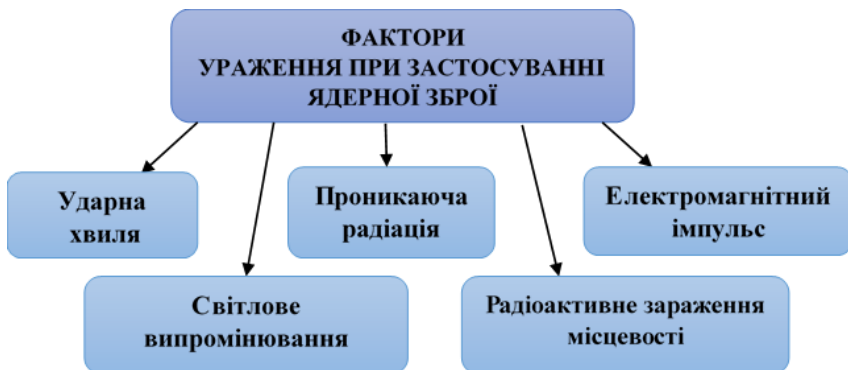 ФАКТОРИ
УРАЖЕННЯ ПРИ ЗАСТОСУВАННІ
ЯДЕРНОЇ ЗБРОЇ
Ударна
хвиля
Проникаюча
радіація
Електромагнітний
імпульс
Світлове
випромінювання
Радіоактивне зараження
місцевості